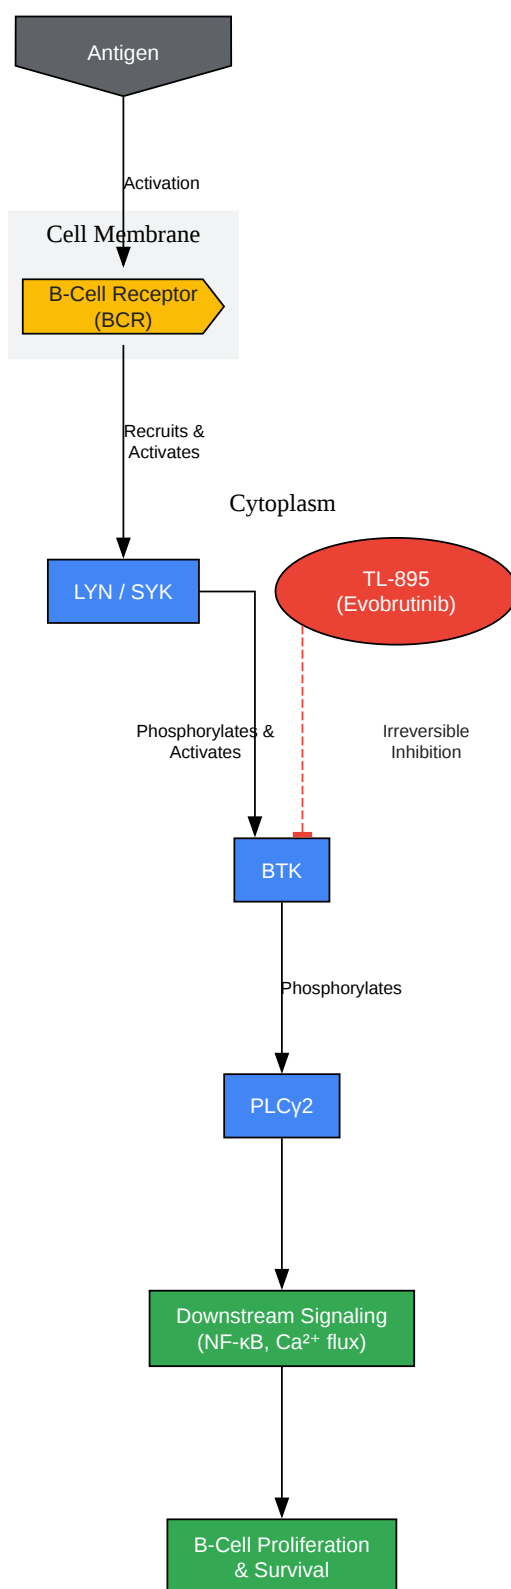 Antigen
Activation
Cell Membrane
B-Cell Receptor
(BCR)
Recruits &
Activates
Cytoplasm
LYN / SYK
TL-895
(Evobrutinib)
Phosphorylates &
Activates
Irreversible
Inhibition
BTK
Phosphorylates
PLCγ2
Downstream Signaling
(NF-κB, Ca²⁺ flux)
B-Cell Proliferation
& Survival